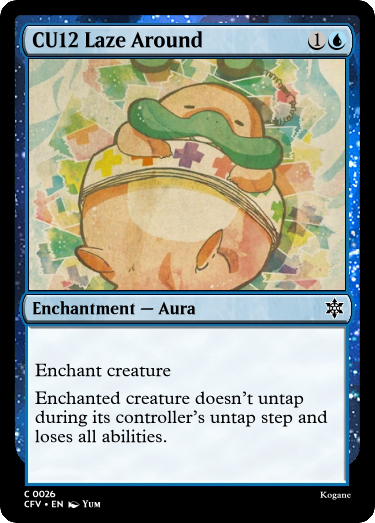 CU12 Laze Around 1
Enchantment — Aura
Enchant creature
Enchanted creature doesn't untap
during its controller's untap step and
loses all abilities.
C 0026
CFV • EN Yum
Kogane